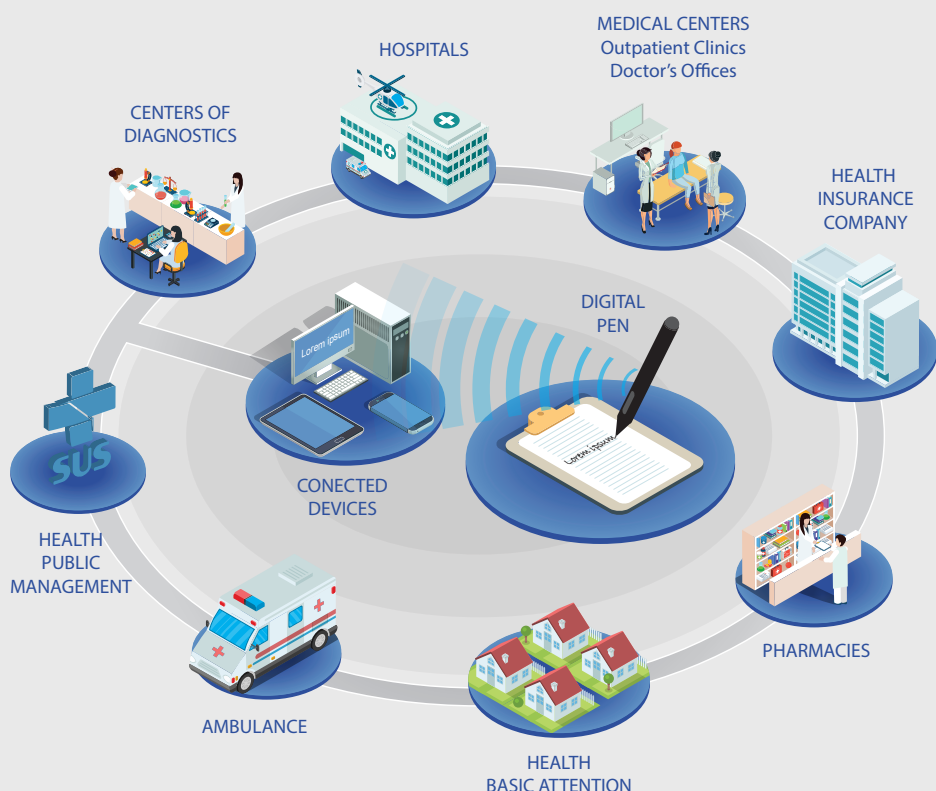 MEDICAL CENTERS
Outpatient Clinics
Doctor's Offices
HOSPITALS
CENTERS OF
DIAGNOSTICS
HEALTH
INSURANCE
COMPANY
DIGITAL
PEN
Lorem ipsum
Lorem ipsum
SUS
CONECTED
DEVICES
HEALTH
PUBLIC
MANAGEMENT
PHARMACIES
AMBULANCE
HEALTH
BASIC ATTENTION